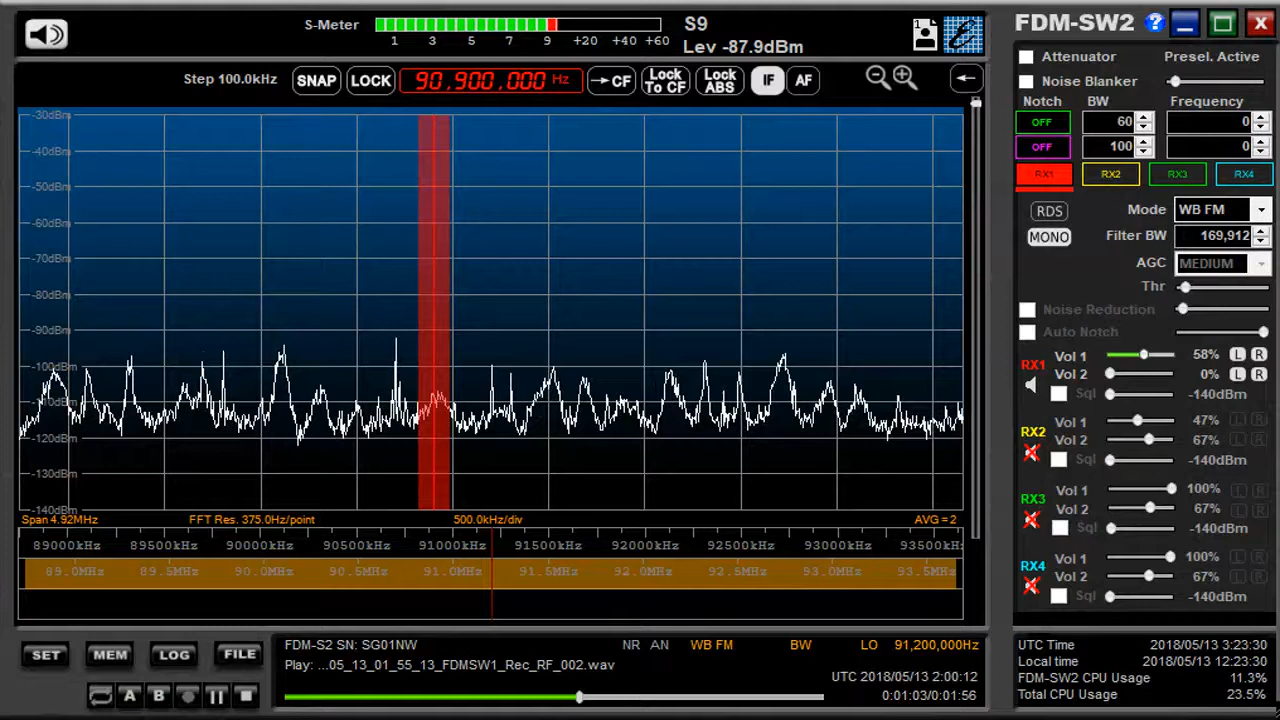 S-Meter
1 3 5 7 9 +20 +40 +60
S9
Lev -87.9dBm
1
FDM-SW2
?
Step 100.0kHz
SNAP
LOCK
90,900,000 Hz
→CF
Lock To CF
Lock ABS
IF
AF
-30dBm
-40dBm
-50dBm
-60dBm
-70dBm
-80dBm
-90dBm
-100dBm
-110dBm
-120dBm
-130dBm
-140dBm
Span 4.92MHz
FFT Res. 375.0Hz/point
500.0kHz/div
AVG = 2
89000kHz 89500kHz 90000kHz 90500kHz 91000kHz 91500kHz 92000kHz 92500kHz 93000kHz 93500kH
89.0MHz 89.5MHz 90.0MHz 90.5MHz 91.0MHz 91.5MHz 92.0MHz 92.5MHz 93.0MHz 93.5MHz
Attenuator
Presel. Active
Noise Blanker
Notch BW Frequency
OFF 60 0
OFF 100 0
RX1 RX2 RX3 RX4
RDS
Mode WB FM
MONO
Filter BW 169,912
AGC MEDIUM
Thr
Noise Reduction
Auto Notch
RX1
Vol 1 58% L R
Vol 2 0% L R
Sql -140dBm
RX2
Vol 1 47% L R
Vol 2 67% L R
Sql -140dBm
RX3
Vol 1 100% L R
Vol 2 67% L R
Sql -140dBm
RX4
Vol 1 100% L R
Vol 2 67% L R
Sql -140dBm
SET
MEM
LOG
FILE
A
B
FDM-S2 SN: SG01NW
NR AN WB FM BW LO 91,200,000Hz
Play: ...05_13_01_55_13_FDMSW1_Rec_RF_002.wav
UTC 2018/05/13 2:00:12
0:01:03/0:01:56
UTC Time 2018/05/13 3:23:30
Local time 2018/05/13 12:23:30
FDM-SW2 CPU Usage 11.3%
Total CPU Usage 23.5%